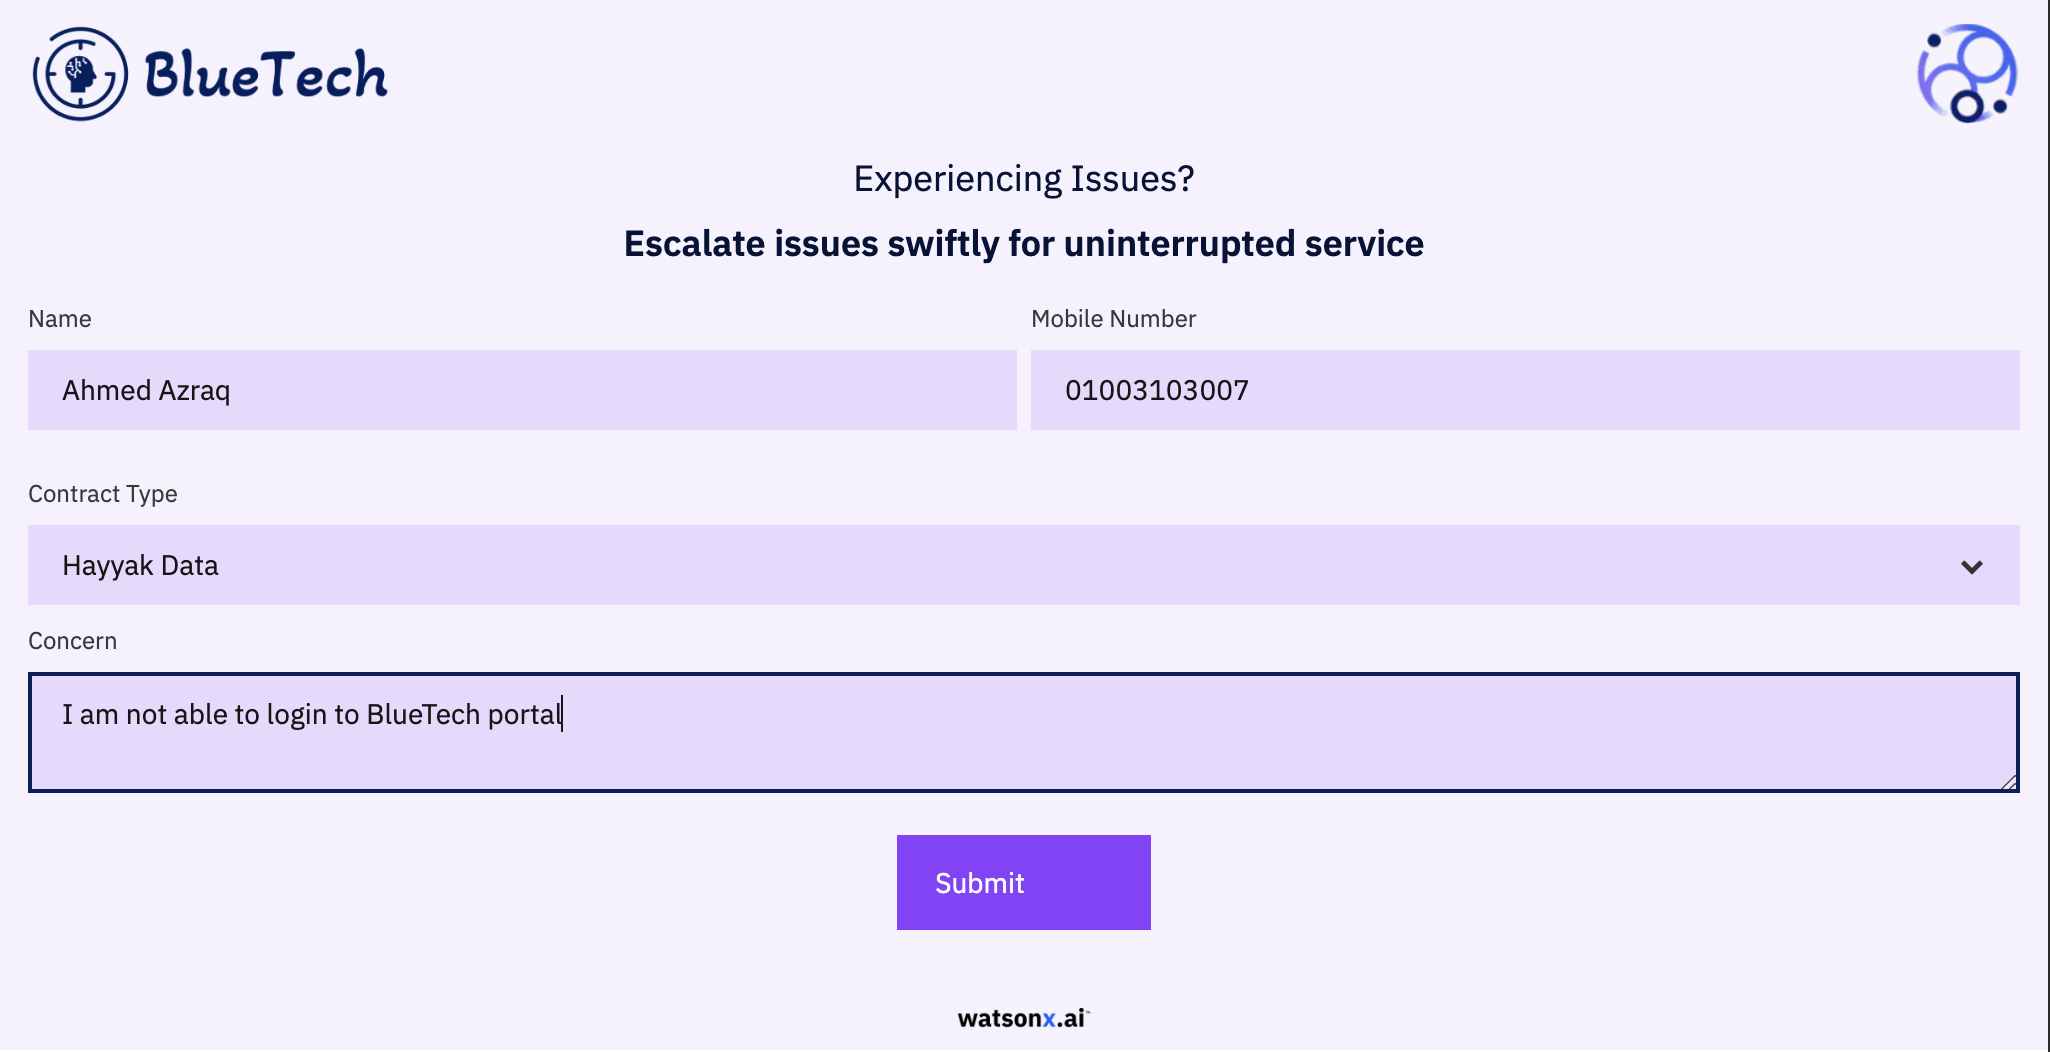 BlueTech
Experiencing Issues?
Escalate issues swiftly for uninterrupted service
Name
Mobile Number
Ahmed Azraq
01003103007
Contract Type
Hayyak Data
Concern
I am not able to login to BlueTech portal
Submit
watsonx.ai